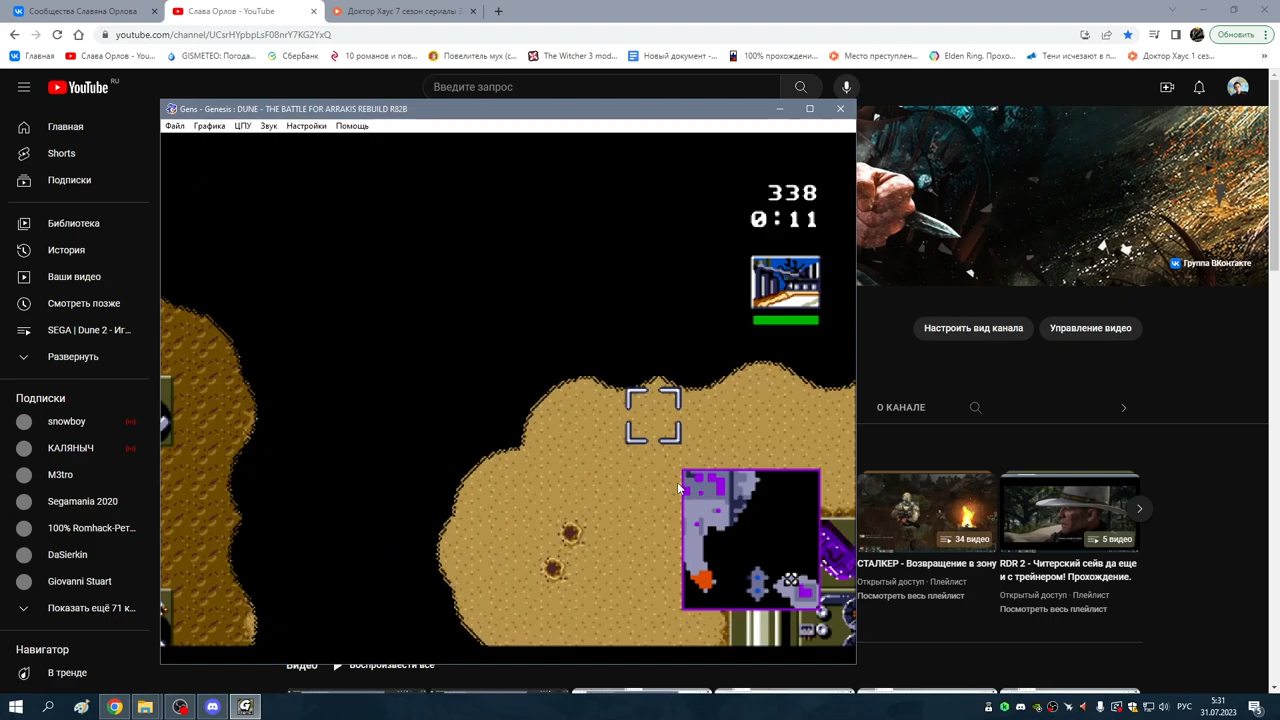 Сообщества Славяна Орлова
Слава Орлов - YouTube
Доктор Хаус 7 сезон сериалы З
youtube.com/channel/UCsrHYpbpLsF08nrY7KG2YxQ
Обновить
Главная
Слава Орлов - You...
GISMETEO: Погода...
СберБанк
10 романов и пов...
Повелитель мух (с...
The Witcher 3 mod...
Новый документ -...
100% прохождени...
Место преступлен...
Elden Ring. Прохо...
Тени исчезают в п...
Доктор Хаус 1 сез...
YouTube RU
Введите запрос
Gens - Genesis : DUNE - THE BATTLE FOR ARRAKIS REBUILD R82B
Файл Графика ЦПУ Звук Настройки Помощь
338
0:11
Главная
Shorts
Подписки
Библиотека
История
Ваши видео
Смотреть позже
SEGA | Dune 2 - Иг...
Развернуть
Подписки
snowboy
КАЛЯНЫЧ
M3tro
Segamania 2020
100% Romhack-Рет...
DaSierkin
Giovanni Stuart
Показать ещё 71 к...
Навигатор
В тренде
Группа ВКонтакте
Настроить вид канала
Управление видео
О КАНАЛЕ
34 видео
5 видео
СТАЛКЕР - Возвращение в зону
Открытый доступ · Плейлист
Посмотреть весь плейлист
RDR 2 - Читерский сейв да еще
и с трейнером! Прохождение.
Открытый доступ · Плейлист
Посмотреть весь плейлист
Видео
Воспроизвести все
РУС
5:31
31.07.2023